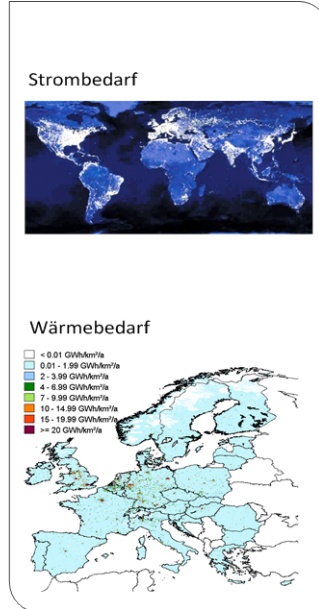 Strombedarf
Wärmebedarf
< 0.01 GWh/km²/a
0.01 - 1.99 GWh/km²/a
2 - 3.99 GWh/km²/a
4 - 6.99 GWh/km²/a
7 - 9.99 GWh/km²/a
10 - 14.99 GWh/km²/a
15 - 19.99 GWh/km²/a
>= 20 GWh/km²/a